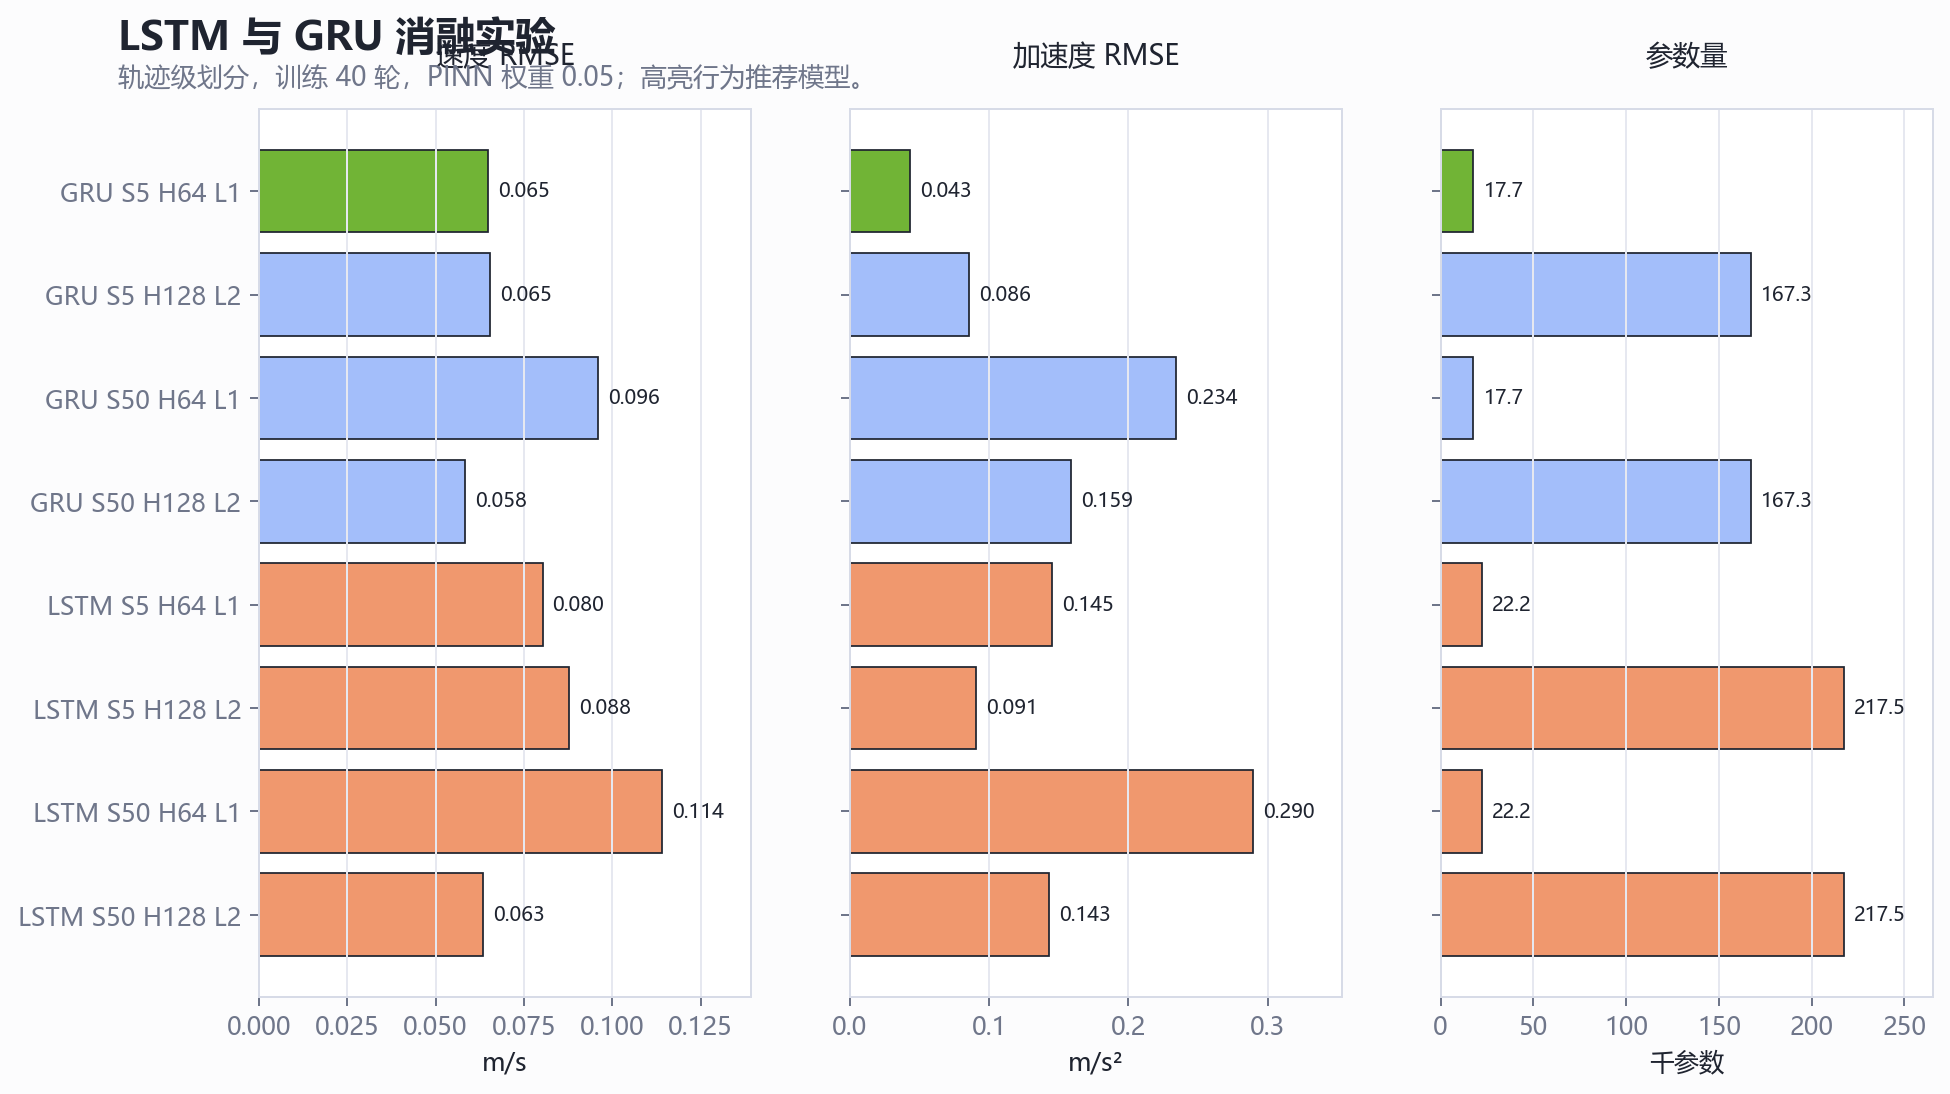 LSTM 与 GRU 消融实验
轨迹级划分，训练 40 轮，PINN 权重 0.05；高亮行为推荐模型。
速度 RMSE
GRU S5 H64 L1
GRU S5 H128 L2
GRU S50 H64 L1
GRU S50 H128 L2
LSTM S5 H64 L1
LSTM S5 H128 L2
LSTM S50 H64 L1
LSTM S50 H128 L2
0.065
0.065
0.096
0.058
0.080
0.088
0.114
0.063
0.000 0.025 0.050 0.075 0.100 0.125
m/s
加速度 RMSE
0.043
0.086
0.234
0.159
0.145
0.091
0.290
0.143
0.0 0.1 0.2 0.3
m/s²
参数量
17.7
167.3
17.7
167.3
22.2
217.5
22.2
217.5
0 50 100 150 200 250
千参数